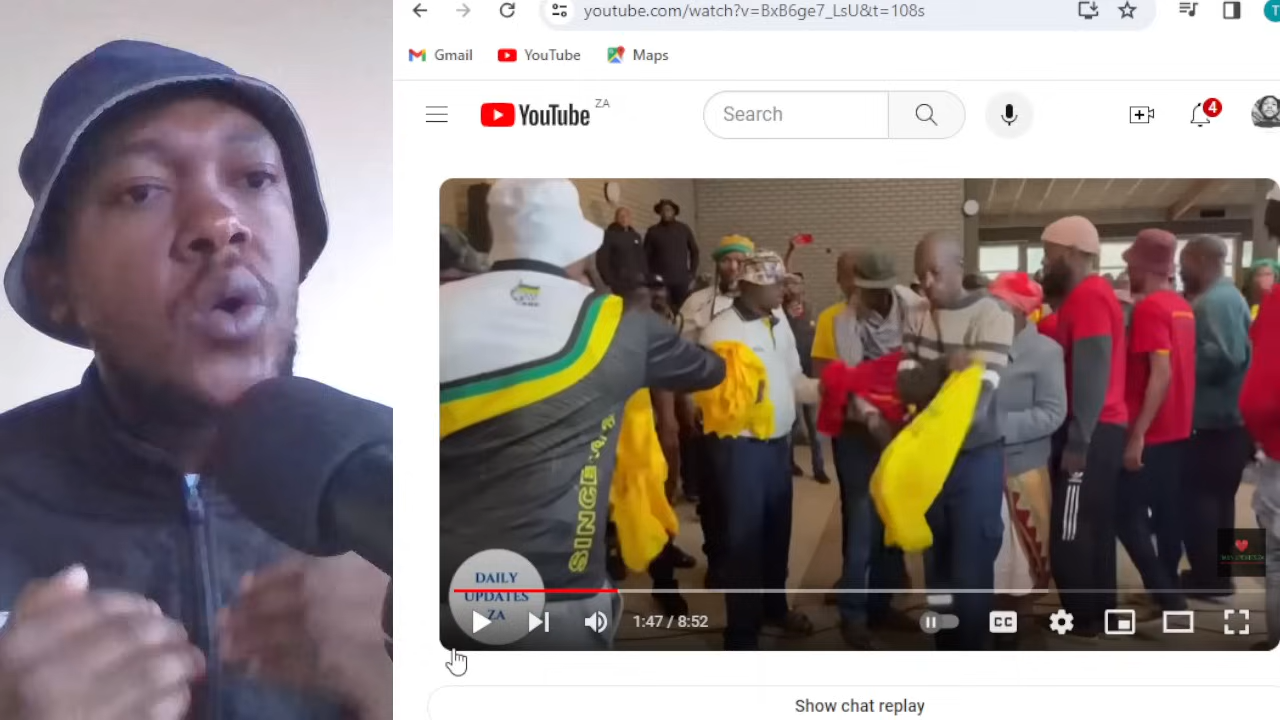 youtube.com/watch?v=BxB6ge7_LsU&t=108s
Gmail
YouTube
Maps
YouTube ZA
Search
4
SINCE
DAILY
UPDATES
ZA
1:47 / 8:52
CC
Show chat replay